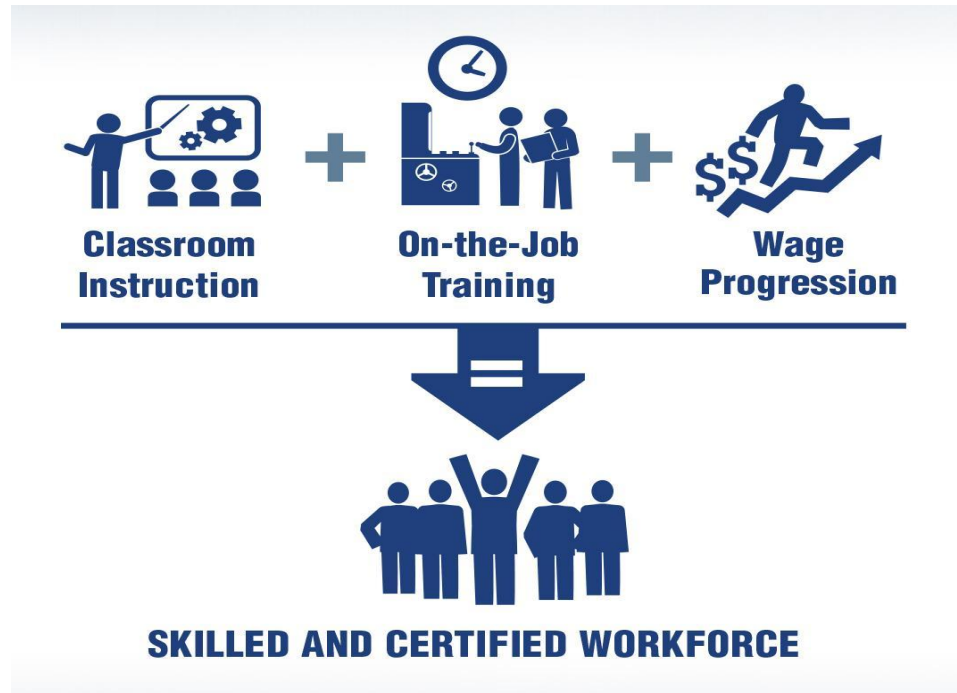 Classroom
Instruction
On-the-Job
Training
$$
Wage
Progression
SKILLED AND CERTIFIED WORKFORCE